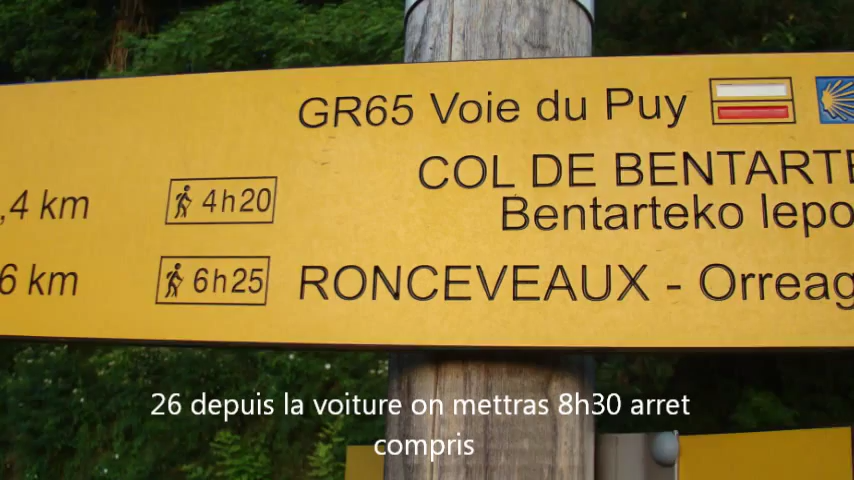 GR65 Voie du Puy
,4 km 4h20 COL DE BENTARTE
Bentarteko lepo
6 km 6h25 RONCEVEAUX - Orreag
26 depuis la voiture on mettras 8h30 arret
compris